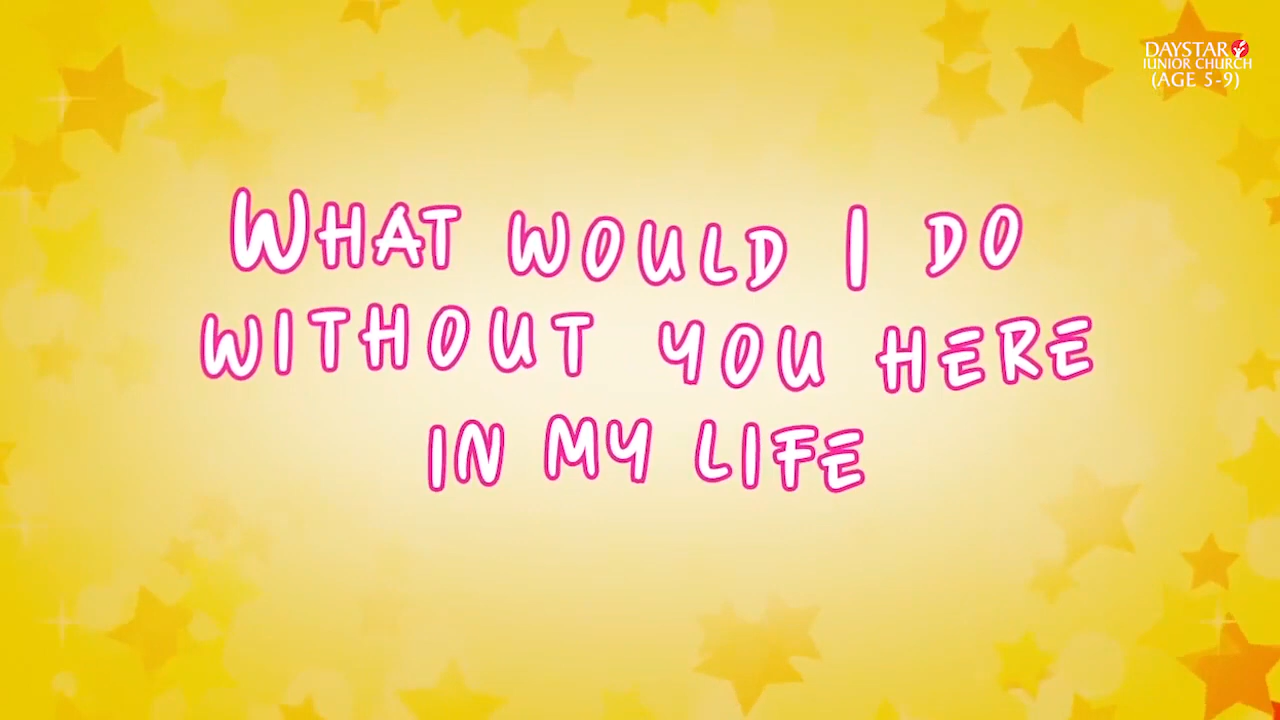 DAYSTAR
JUNIOR CHURCH
(AGE 5-9)
WHAT WOULD I DO
WITHOUT YOU HERE
IN MY LIFE